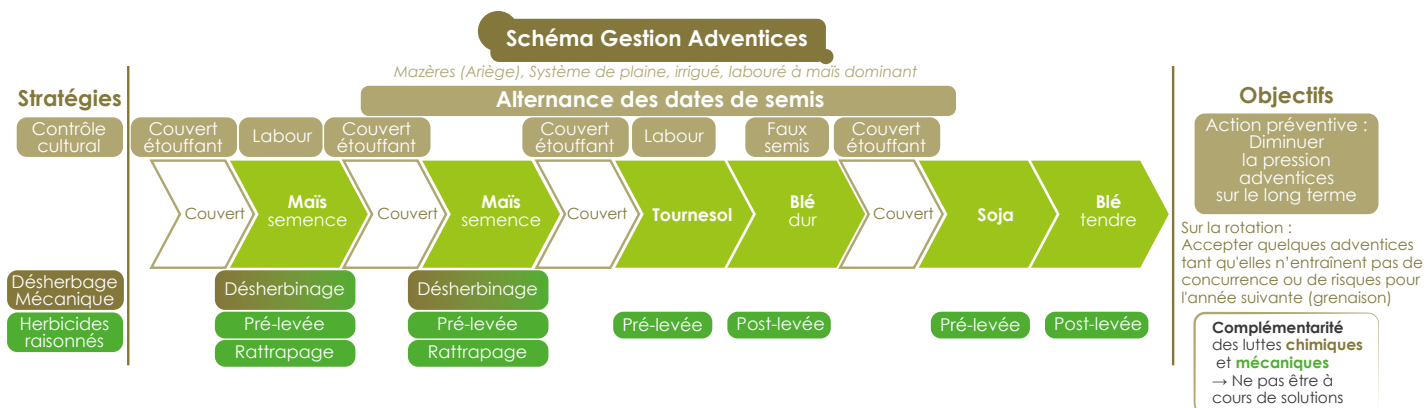 Schéma Gestion Adventices
Mazères (Ariège), Système de plaine, irrigué, labouré à maïs dominant
Stratégies
Alternance des dates de semis
Objectifs
Contrôle
cultural
Couvert
étouffant
Labour
Couvert
étouffant
Couvert
étouffant
Labour
Faux
semis
Couvert
étouffant
Action préventive :
Diminuer
la pression
adventices
sur le long terme
Couvert
Maïs
semence
Couvert
Maïs
semence
Couvert
Tournesol
Blé
dur
Couvert
Soja
Blé
tendre
Sur la rotation :
Accepter quelques adventices
tant qu'elles n'entraînent pas de
concurrence ou de risques pour
l'année suivante (grenaison)
Désherbage
Mécanique
Désherbinage
Désherbinage
Herbicides
raisonnés
Pré-levée
Rattrapage
Pré-levée
Rattrapage
Pré-levée
Post-levée
Pré-levée
Post-levée
Complémentarité
des luttes chimiques
et mécaniques
→ Ne pas être à
cours de solutions